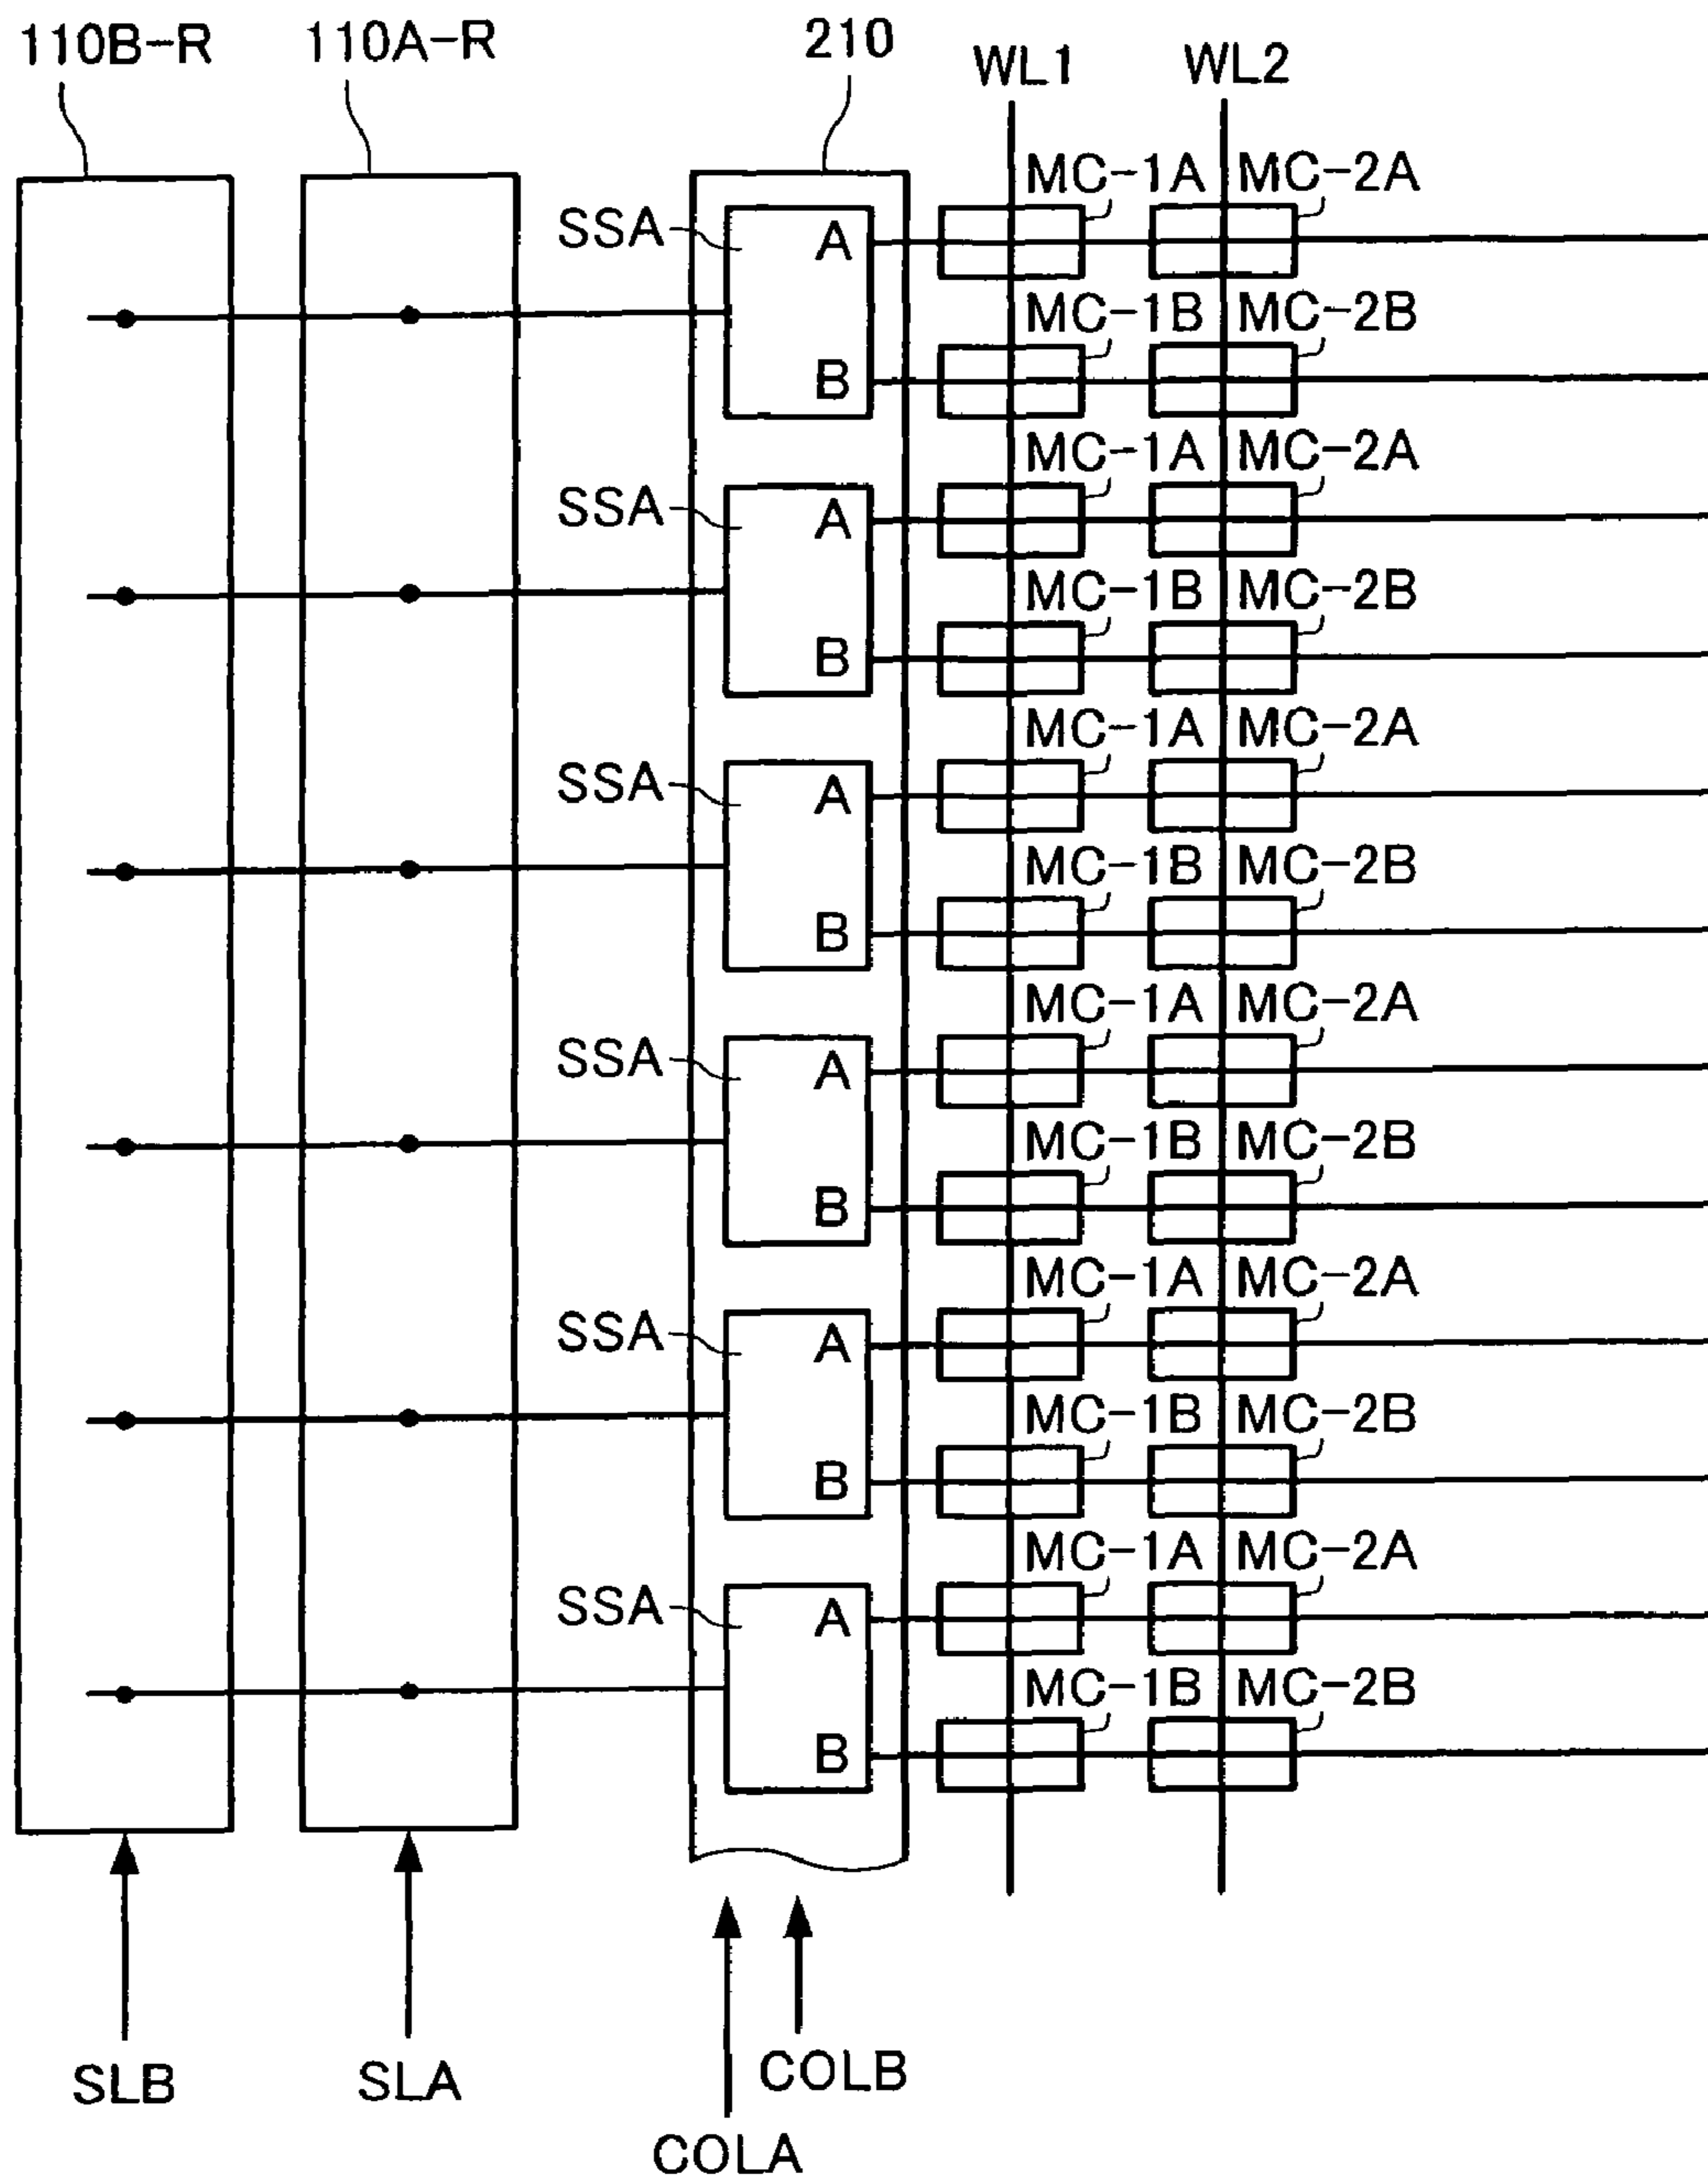 110B-R 110A-R 210 WL1 WL2
MC-1A MC-2A
SSA A
MC-1B MC-2B
B
MC-1A MC-2A
SSA A
MC-1B MC-2B
B
MC-1A MC-2A
SSA A
MC-1B MC-2B
B
MC-1A MC-2A
SSA A
MC-1B MC-2B
B
MC-1A MC-2A
SSA A
MC-1B MC-2B
B
MC-1A MC-2A
SSA A
MC-1B MC-2B
B
SLB SLA COLB
COLA